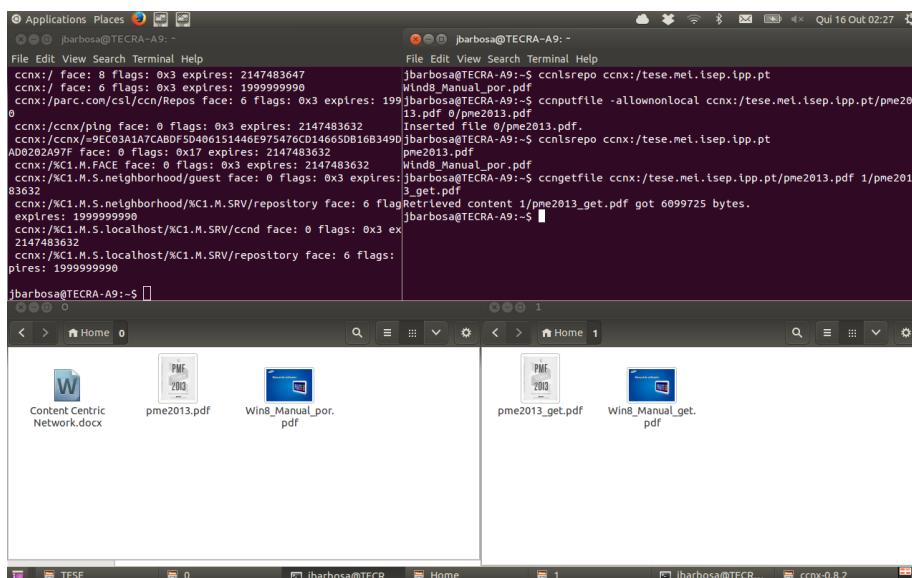 Applications Places Qui 16 Out 02:27
jbarbosa@TECRA-A9: ~
File Edit View Search Terminal Help
ccnx:/ face: 8 flags: 0x3 expires: 2147483647
ccnx:/ face: 6 flags: 0x3 expires: 1999999990
ccnx:/parc.com/csl/ccn/Repos face: 6 flags: 0x3 expires: 199
0
ccnx:/ccnx/ping face: 0 flags: 0x3 expires: 2147483632
ccnx:/ccnx/=9EC03A1A7CABDF5D406151446E975476CD14665DB16B349D
AD0202A97F face: 0 flags: 0x17 expires: 2147483632
ccnx:/%C1.M.FACE face: 0 flags: 0x3 expires: 2147483632
ccnx:/%C1.M.S.neighborhood/guest face: 0 flags: 0x3 expires:
83632
ccnx:/%C1.M.S.neighborhood/%C1.M.SRV/repository face: 6 flag
expires: 1999999990
ccnx:/%C1.M.S.localhost/%C1.M.SRV/ccnd face: 0 flags: 0x3 ex
2147483632
ccnx:/%C1.M.S.localhost/%C1.M.SRV/repository face: 6 flags:
pires: 1999999990
jbarbosa@TECRA-A9:~$
jbarbosa@TECRA-A9: ~
File Edit View Search Terminal Help
jbarbosa@TECRA-A9:~$ ccnlsrepo ccnx:/tese.mei.isep.ipp.pt
Wind8_Manual_por.pdf
jbarbosa@TECRA-A9:~$ ccnputfile -allownonlocal ccnx:/tese.mei.isep.ipp.pt/pme20
13.pdf 0/pme2013.pdf
Inserted file 0/pme2013.pdf.
jbarbosa@TECRA-A9:~$ ccnlsrepo ccnx:/tese.mei.isep.ipp.pt
pme2013.pdf
Wind8_Manual_por.pdf
jbarbosa@TECRA-A9:~$ ccngetfile ccnx:/tese.mei.isep.ipp.pt/pme2013.pdf 1/pme201
3_get.pdf
Retrieved content 1/pme2013_get.pdf got 6099725 bytes.
jbarbosa@TECRA-A9:~$
0
Home 0
W
PME
2013
Content Centric
Network.docx
pme2013.pdf
Win8_Manual_por.
pdf
1
Home 1
PME
2013
pme2013_get.pdf
Win8_Manual_get.
pdf
TESE 0 jbarbosa@TECR... Home 1 jbarbosa@TECR... ccnx-0.8.2